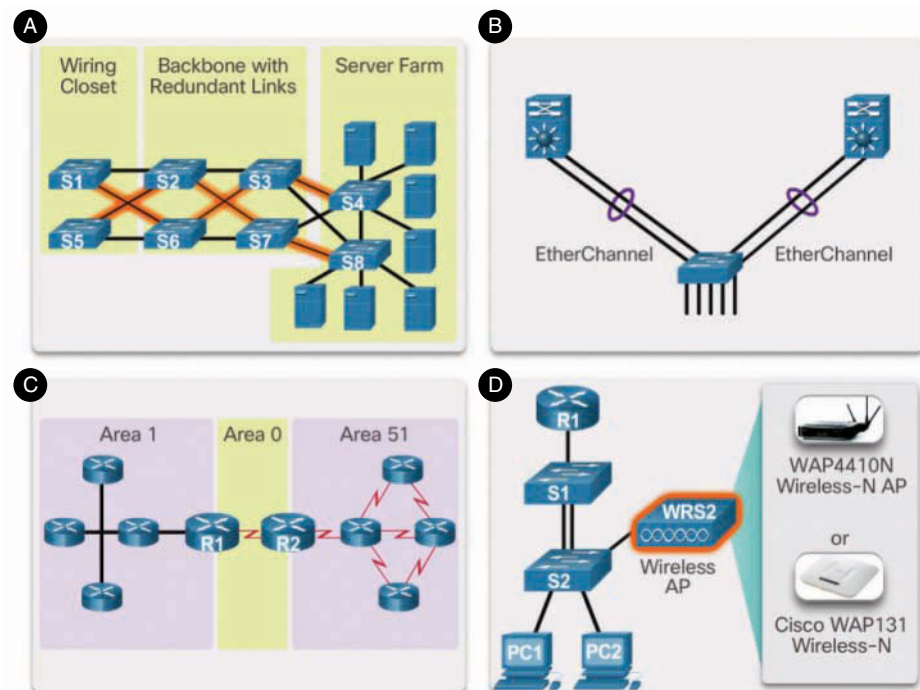 A
Wiring
Closet
Backbone with
Redundant Links
Server Farm
S1
S2
S3
S4
S5
S6
S7
S8
B
EtherChannel
EtherChannel
C
Area 1
Area 0
Area 51
R1
R2
D
R1
S1
WRS2
S2
Wireless
AP
PC1
PC2
WAP4410N
Wireless-N AP
or
Cisco WAP131
Wireless-N